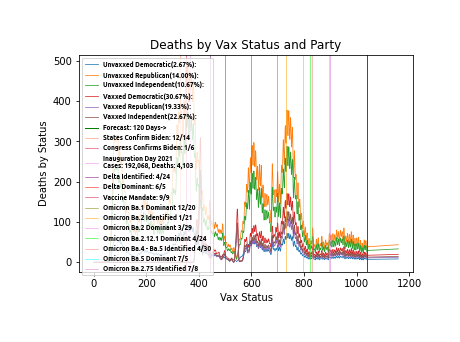 Deaths by Vax Status and Party
Deaths by Status
500
400
300
200
100
0
Unvaxxed Democratic(2.67%):
Unvaxxed Republican(14.00%):
Unvaxxed Independent(10.67%):
Vaxxed Democratic(30.67%):
Vaxxed Republican(19.33%):
Vaxxed Independent(22.67%):
Forecast: 120 Days->
States Confirm Biden: 12/14
Congress Confirms Biden: 1/6
Inauguration Day 2021
Cases: 192,068, Deaths: 4,103
Delta Identified: 4/24
Delta Dominant: 6/5
Vaccine Mandate: 9/9
Omicron Ba.1 Dominant 12/20
Omicron Ba.2 Identified 1/21
Omicron Ba.2 Dominant 3/29
Omicron Ba.2.12.1 Dominant 4/24
Omicron Ba.4 - Ba.5 Identified 4/30
Omicron Ba.5 Dominant 7/5
Omicron Ba.2.75 Identified 7/8
0 200 400 600 800 1000 1200
Vax Status